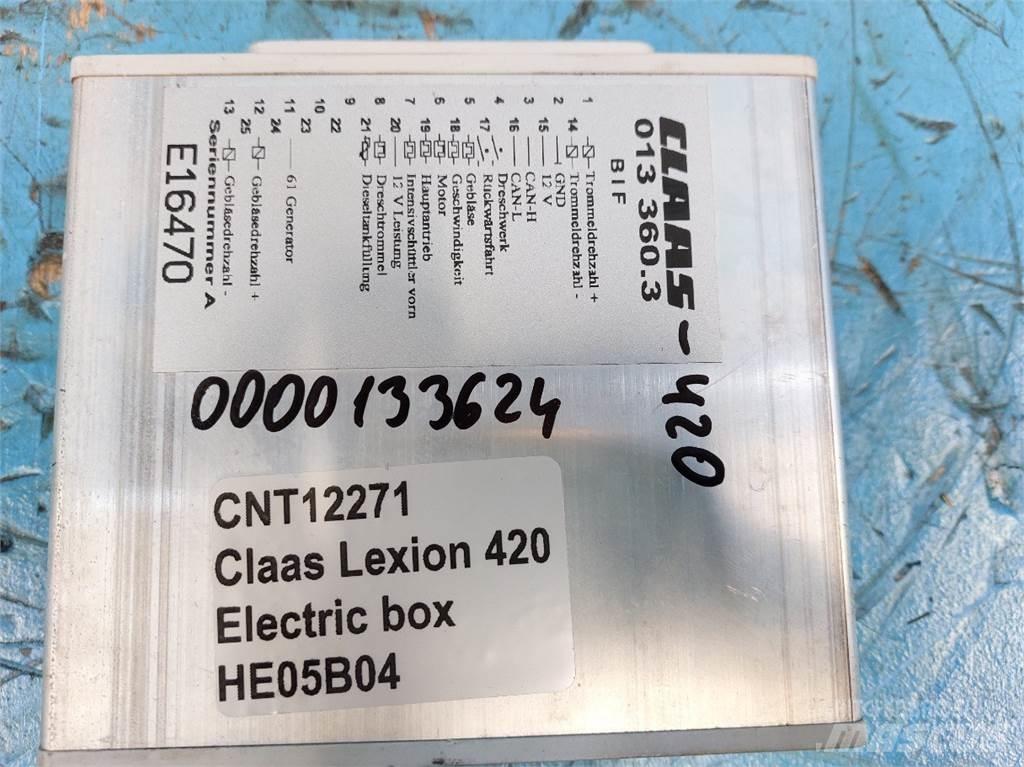 CLAAS - 420
013 360.3
BIF
1 Trommeldrehzahl +
14 Trommeldrehzahl -
2 GND
15 12 V
3 CAN-H
16 CAN-L
4 Dreschwerk
17 Rückwärtsfahrt
5 Gebläse
18 Geschwindigkeit
6 Motor
19 Hauptantrieb
7 Intensivschüttler vorn
20 12 V Leistung
8 Dreschtrommel
21 Dieseltankfüllung
9
22
10
23
11 61 Generator
24
12 Gebläsedrehzahl +
25
13 Gebläsedrehzahl -
Seriennummer A
E16470
0000133624
CNT12271
Claas Lexion 420
Electric box
HE05B04